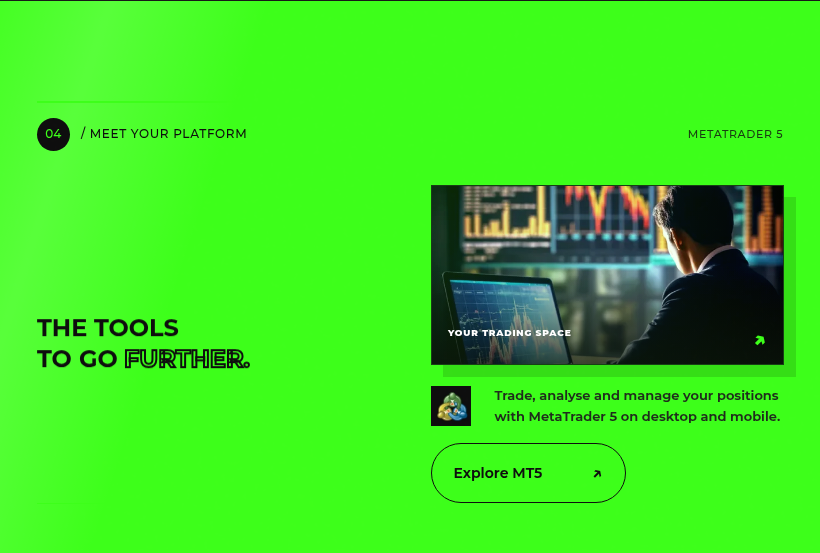 04 / MEET YOUR PLATFORM
METATRADER 5
THE TOOLS
TO GO FURTHER.
YOUR TRADING SPACE
Trade, analyse and manage your positions
with MetaTrader 5 on desktop and mobile.
Explore MT5